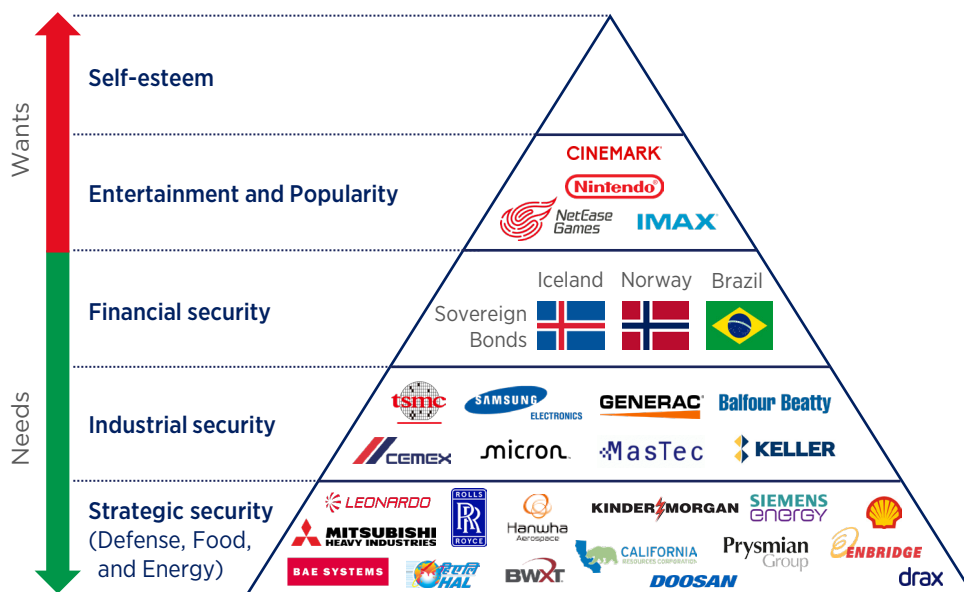 Wants
Needs
Self-esteem
Entertainment and Popularity
CINEMARK
Nintendo
NetEase
Games
IMAX
Financial security
Iceland
Norway
Brazil
Sovereign
Bonds
Industrial security
tsmc
SAMSUNG
ELECTRONICS
GENERAC
Balfour Beatty
CEMEX
micron
MasTec
KELLER
Strategic security
(Defense, Food,
and Energy)
LEONARDO
ROLLS
RR
ROYCE
Hanwha
Aerospace
KINDER MORGAN
SIEMENS
energy
MITSUBISHI
HEAVY INDUSTRIES
CALIFORNIA
RESOURCES CORPORATION
Prysmian
Group
ENBRIDGE
BAE SYSTEMS
HAL
BWXT
DOOSAN
drax